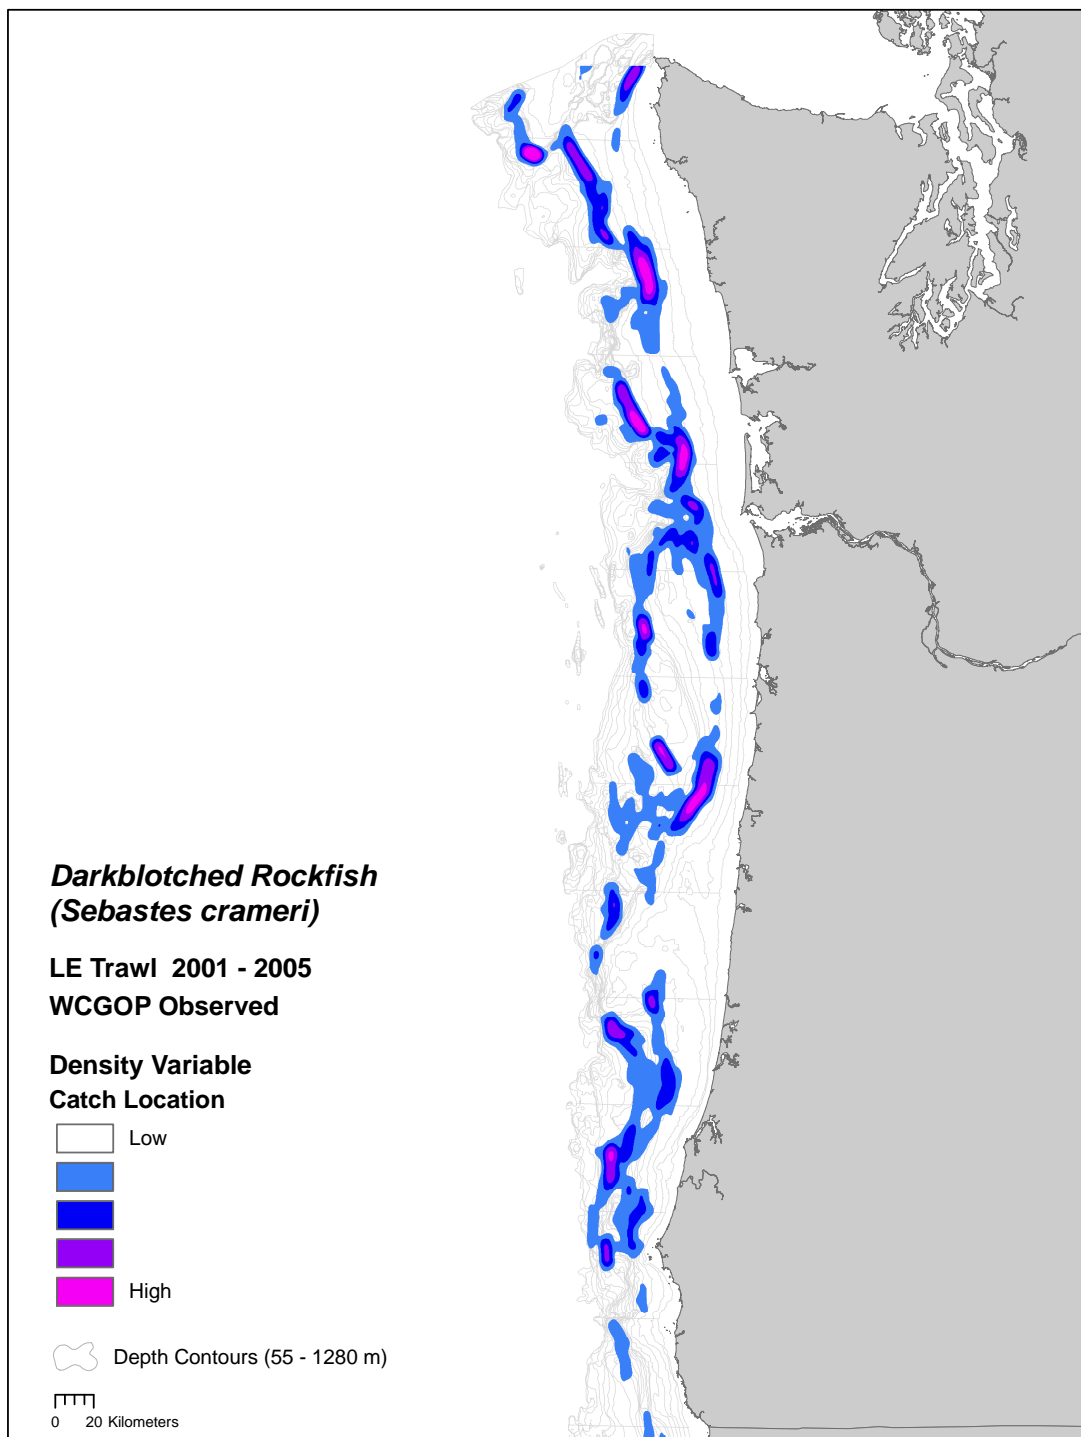 Darkblotched Rockfish
(Sebastes crameri)
LE Trawl 2001 - 2005
WCGOP Observed
Density Variable
Catch Location
Low
High
Depth Contours (55 - 1280 m)
0 20 Kilometers